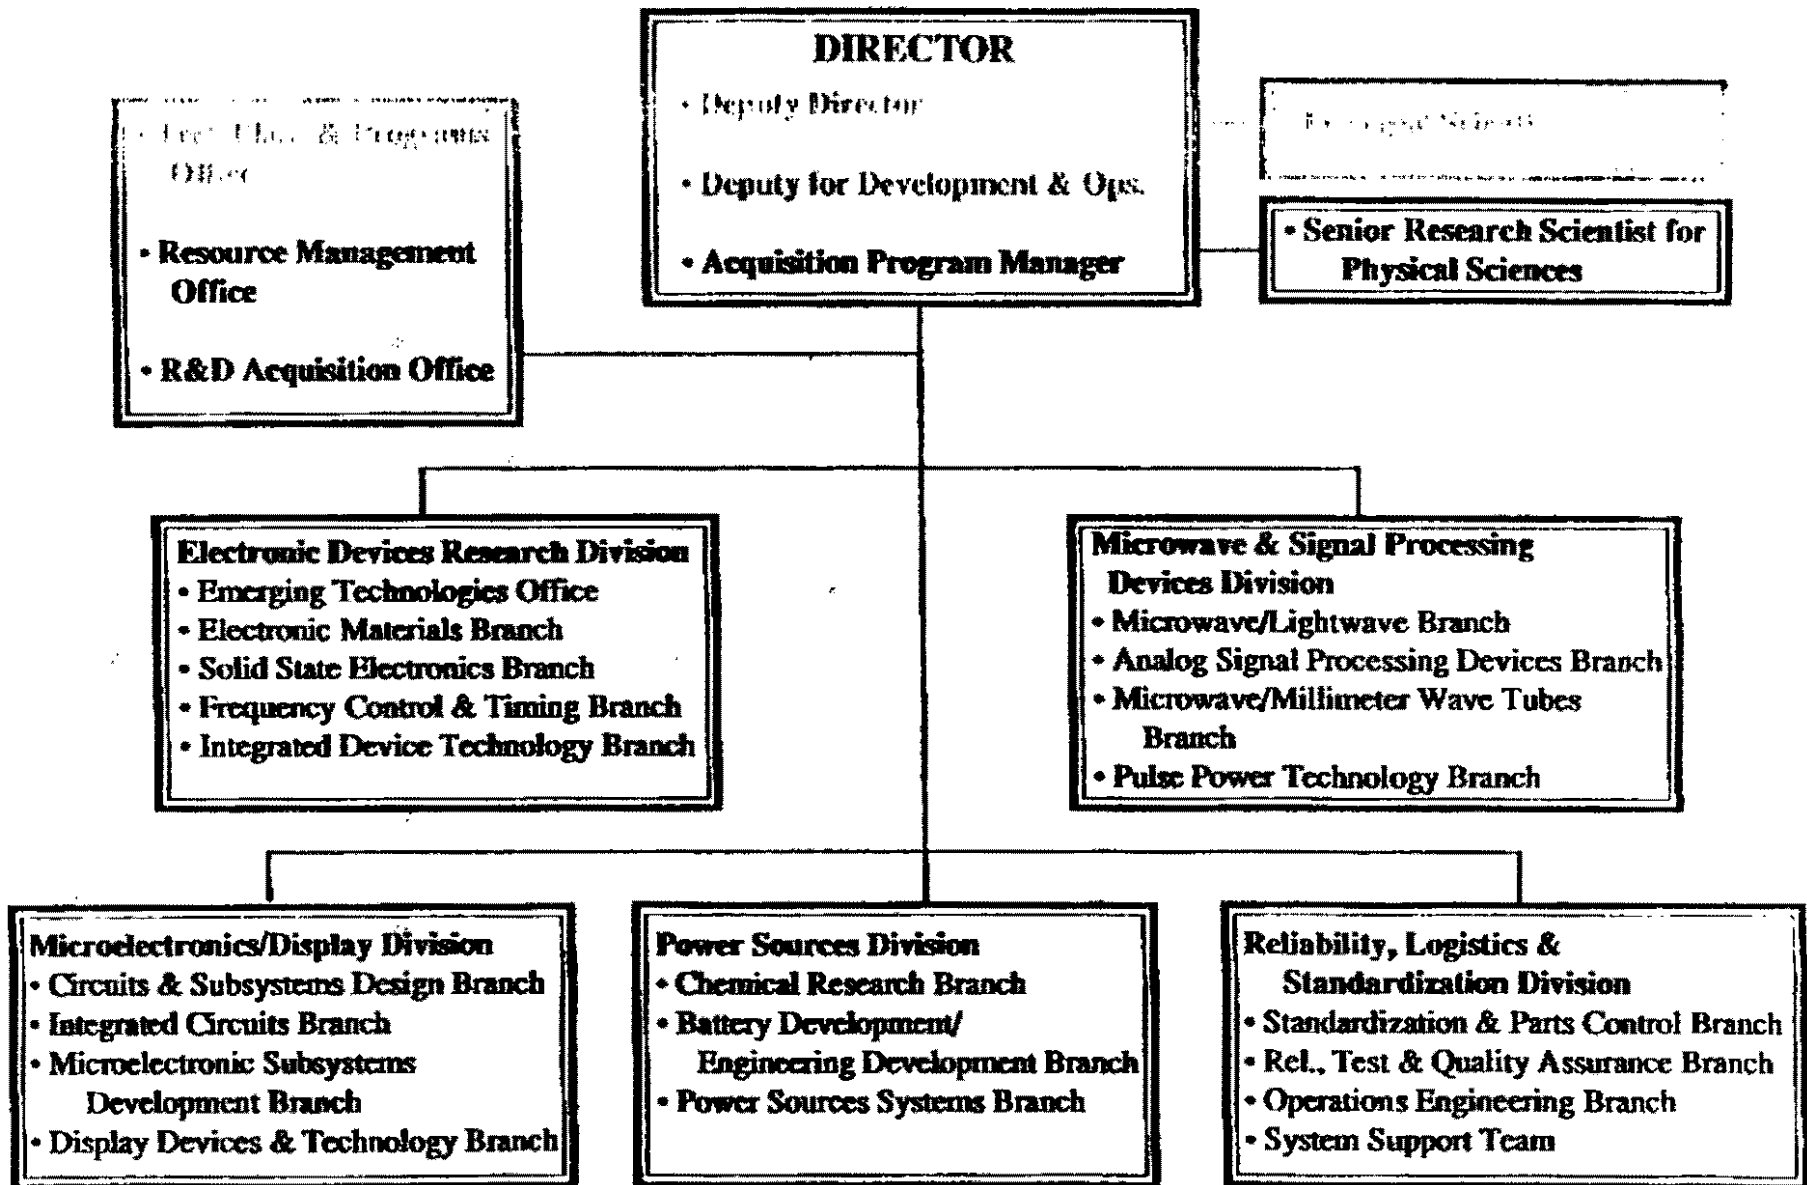 DIRECTOR
• Deputy Director
• Deputy for Development & Ops.
• Acquisition Program Manager
& Programs
Office
• Resource Management
Office
• R&D Acquisition Office
• Senior Research Scientist for
Physical Sciences
Electronic Devices Research Division
• Emerging Technologies Office
• Electronic Materials Branch
• Solid State Electronics Branch
• Frequency Control & Timing Branch
• Integrated Device Technology Branch
Microwave & Signal Processing
Devices Division
• Microwave/Lightwave Branch
• Analog Signal Processing Devices Branch
• Microwave/Millimeter Wave Tubes
Branch
• Pulse Power Technology Branch
Microelectronics/Display Division
• Circuits & Subsystems Design Branch
• Integrated Circuits Branch
• Microelectronic Subsystems
Development Branch
• Display Devices & Technology Branch
Power Sources Division
• Chemical Research Branch
• Battery Development/
Engineering Development Branch
• Power Sources Systems Branch
Reliability, Logistics &
Standardization Division
• Standardization & Parts Control Branch
• Rel., Test & Quality Assurance Branch
• Operations Engineering Branch
• System Support Team